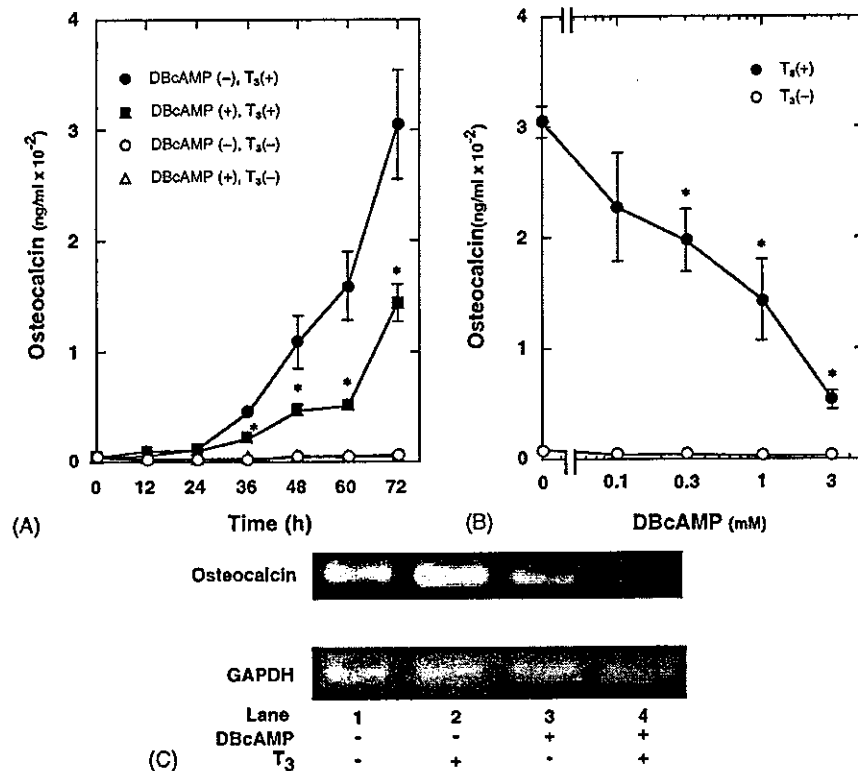 4
3
2
1
0
Osteocalcin (ng/ml x 10-2)
● DBcAMP (–), T3(+)
■ DBcAMP (+), T3(+)
○ DBcAMP (–), T3(–)
△ DBcAMP (+), T3(–)
*
*
*
*
0 12 24 36 48 60 72
Time (h)
(A)
4
3
2
1
0
Osteocalcin(ng/ml x 10-2)
● T3(+)
○ T3(–)
*
*
*
0 0.1 0.3 1 3
DBcAMP (mM)
(B)
Osteocalcin
GAPDH
Lane 1 2 3 4
DBcAMP - - + +
T3 - + - +
(C)